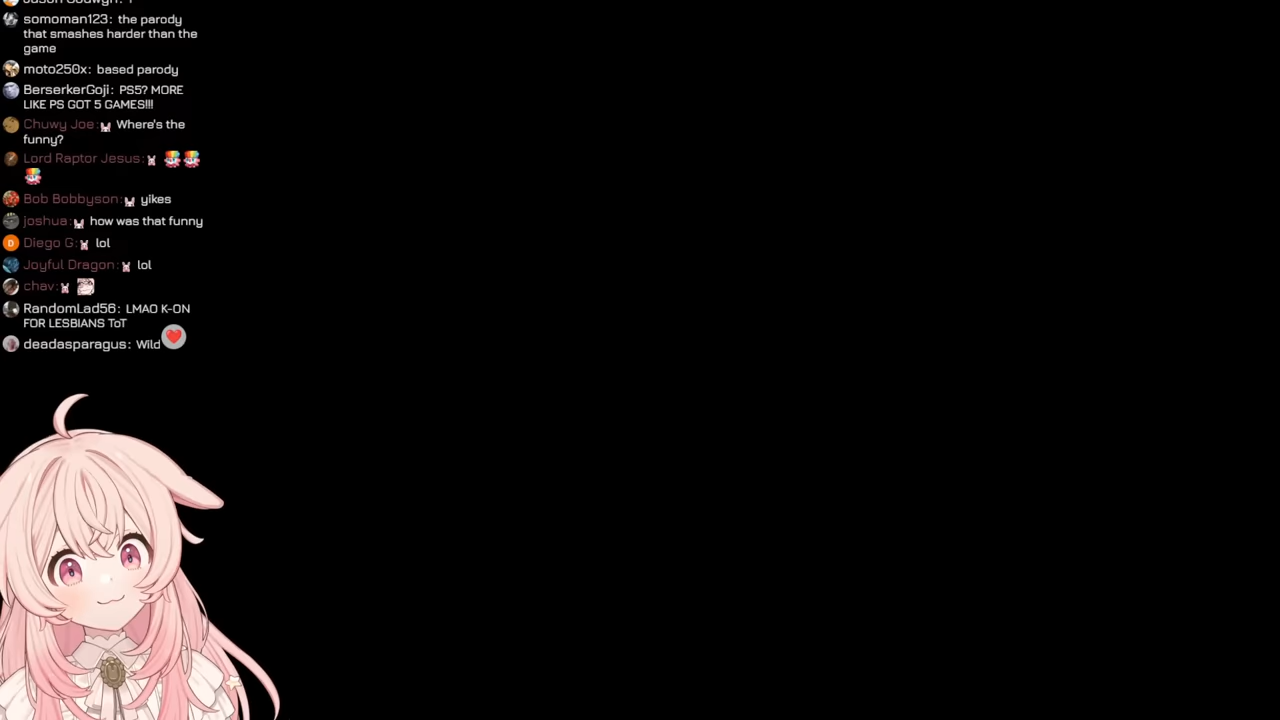 somoman123: the parody
that smashes harder than the
game
moto250x: based parody
BerserkerGoji: PS5? MORE
LIKE PS GOT 5 GAMES!!!
Chuwy Joe: Where's the
funny?
Lord Raptor Jesus:
Bob Bobbyson: yikes
joshua: how was that funny
D Diego G: lol
Joyful Dragon: lol
chav:
RandomLad56: LMAO K-ON
FOR LESBIANS ToT
deadasparagus: Wild